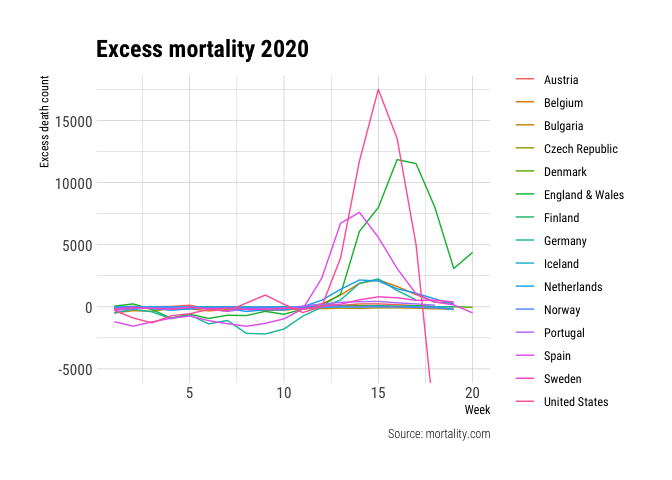 Excess mortality 2020
Excess death count
15000
10000
5000
0
-5000
5
10
15
20
Week
Source: mortality.com
Austria
Belgium
Bulgaria
Czech Republic
Denmark
England & Wales
Finland
Germany
Iceland
Netherlands
Norway
Portugal
Spain
Sweden
United States